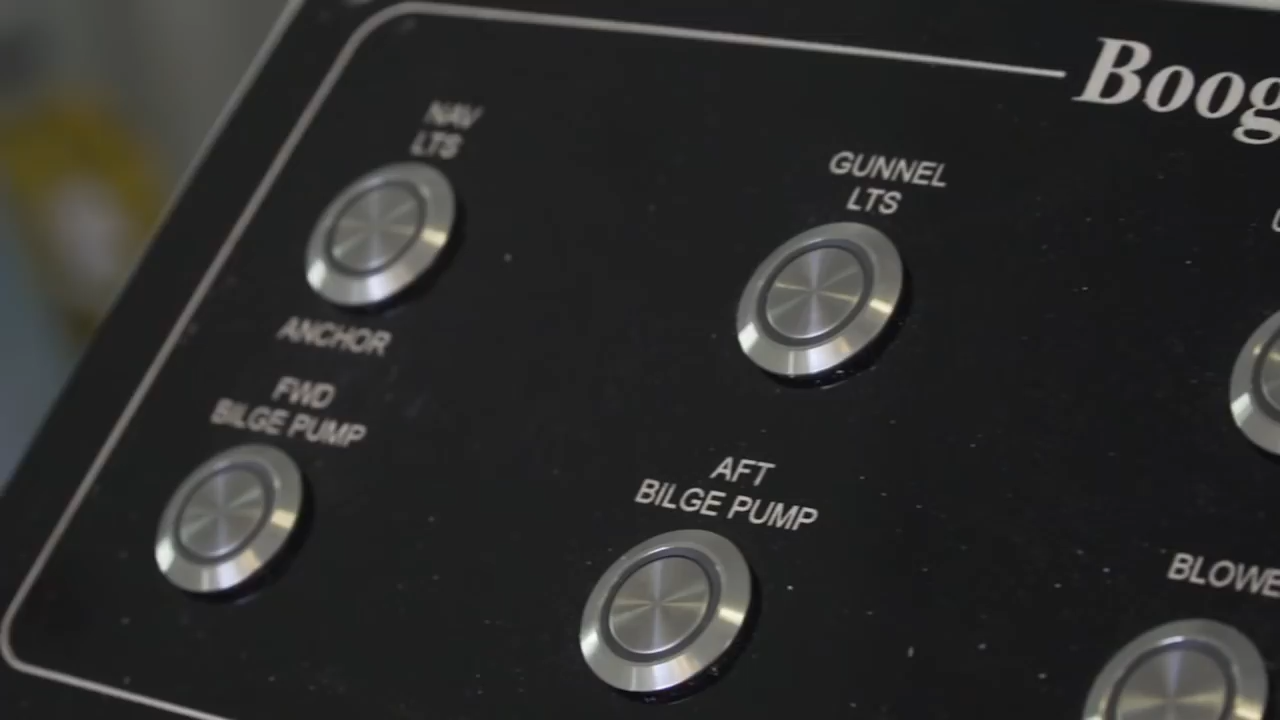 Boog
NAV
LTS
GUNNEL
LTS
ANCHOR
FWD
BILGE PUMP
AFT
BILGE PUMP
BLOWE